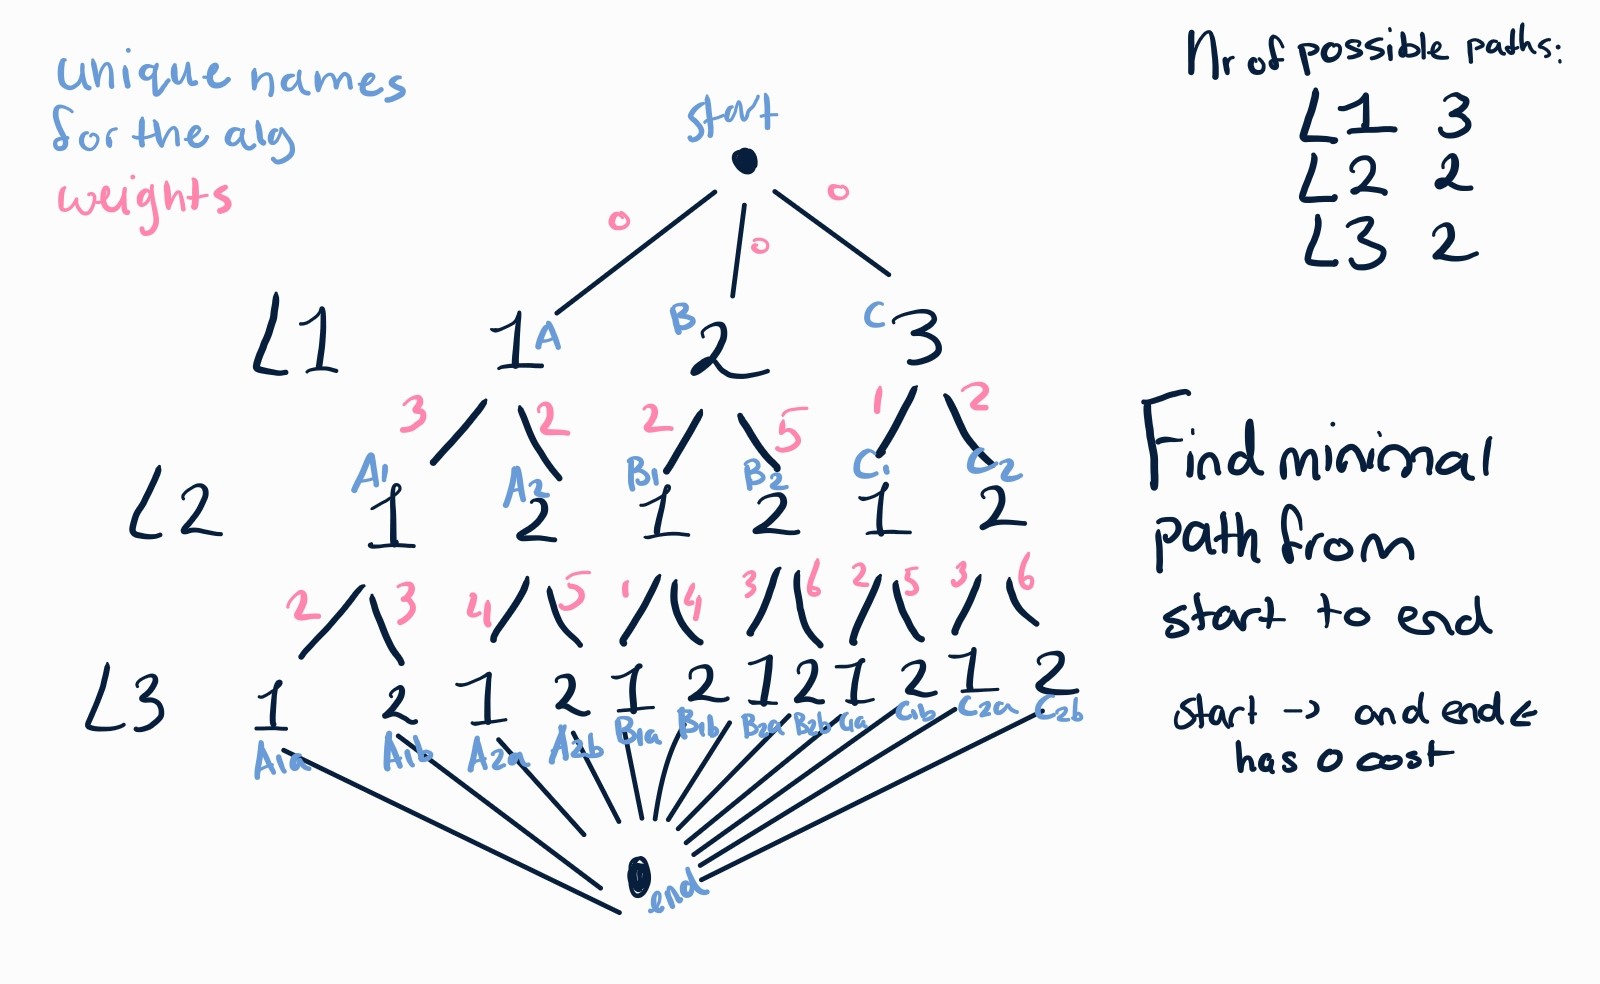 unique names
for the alg
weights
Nr of possible paths:
L1 3
L2 2
L3 2
start
0 0 0
L1 1 A B 2 C 3
3 2 2 5 1 2
A1 A2 B1 B2 C1 C2
L2 1 2 1 2 1 2
2 3 4 5 1 4 3 6 2 5 3 6
L3 1 2 1 2 1 2 1 2 1 2 1 2
A1a A1b A2a A2b B1a B1b B2a B2b C1a C1b C2a C2b
end
Find minimal
path from
start to end
start -> and end <
has 0 cost